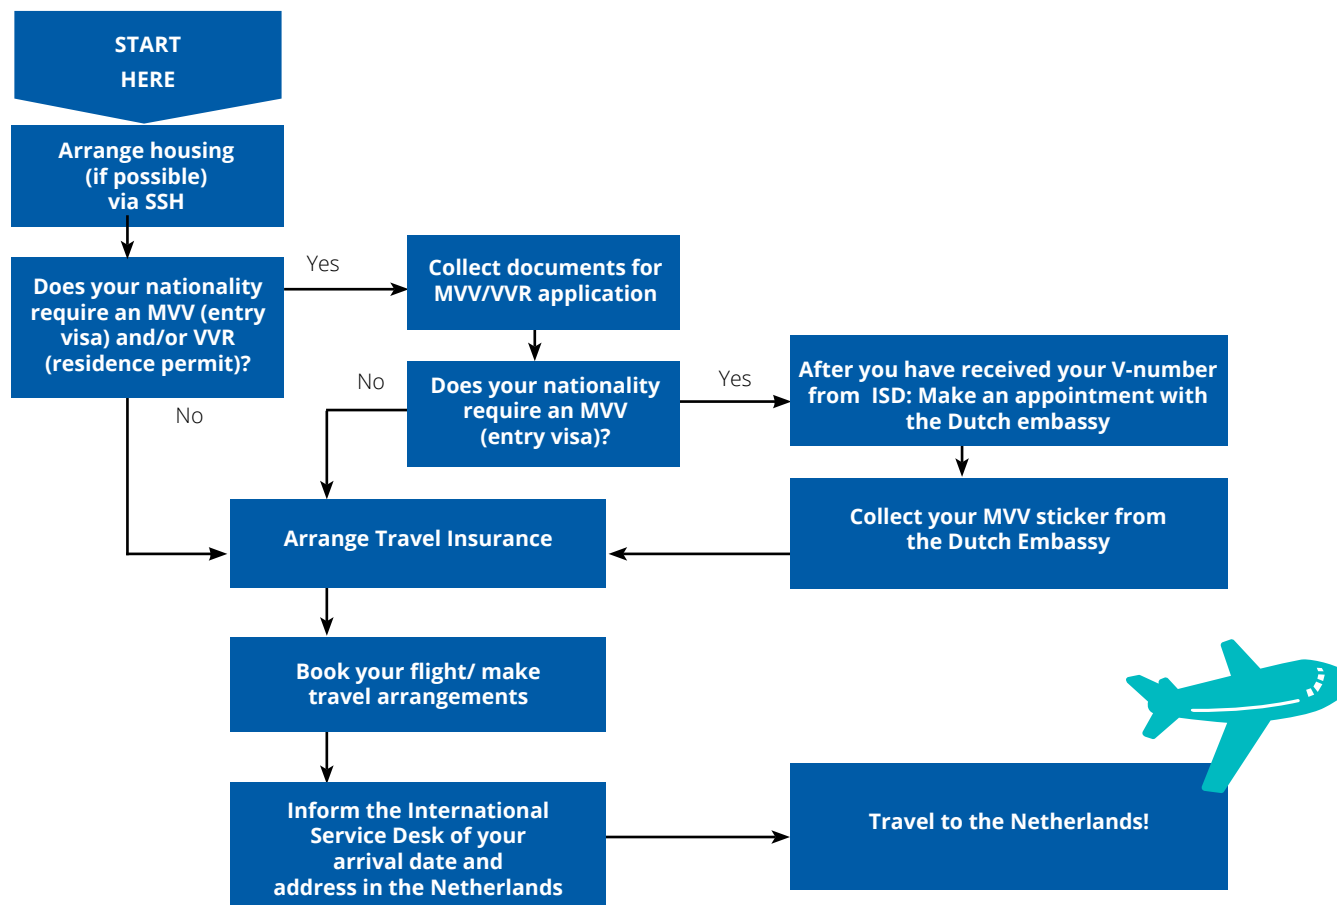 START
HERE
Arrange housing
(if possible)
via SSH
Does your nationality
require an MVV (entry
visa) and/or VVR
(residence permit)?
Yes
No
Collect documents for
MVV/VVR application
Does your nationality
require an MVV
(entry visa)?
No
Yes
After you have received your V-number
from ISD: Make an appointment with
the Dutch embassy
Collect your MVV sticker from
the Dutch Embassy
Arrange Travel Insurance
Book your flight/ make
travel arrangements
Inform the International
Service Desk of your
arrival date and
address in the Netherlands
Travel to the Netherlands!